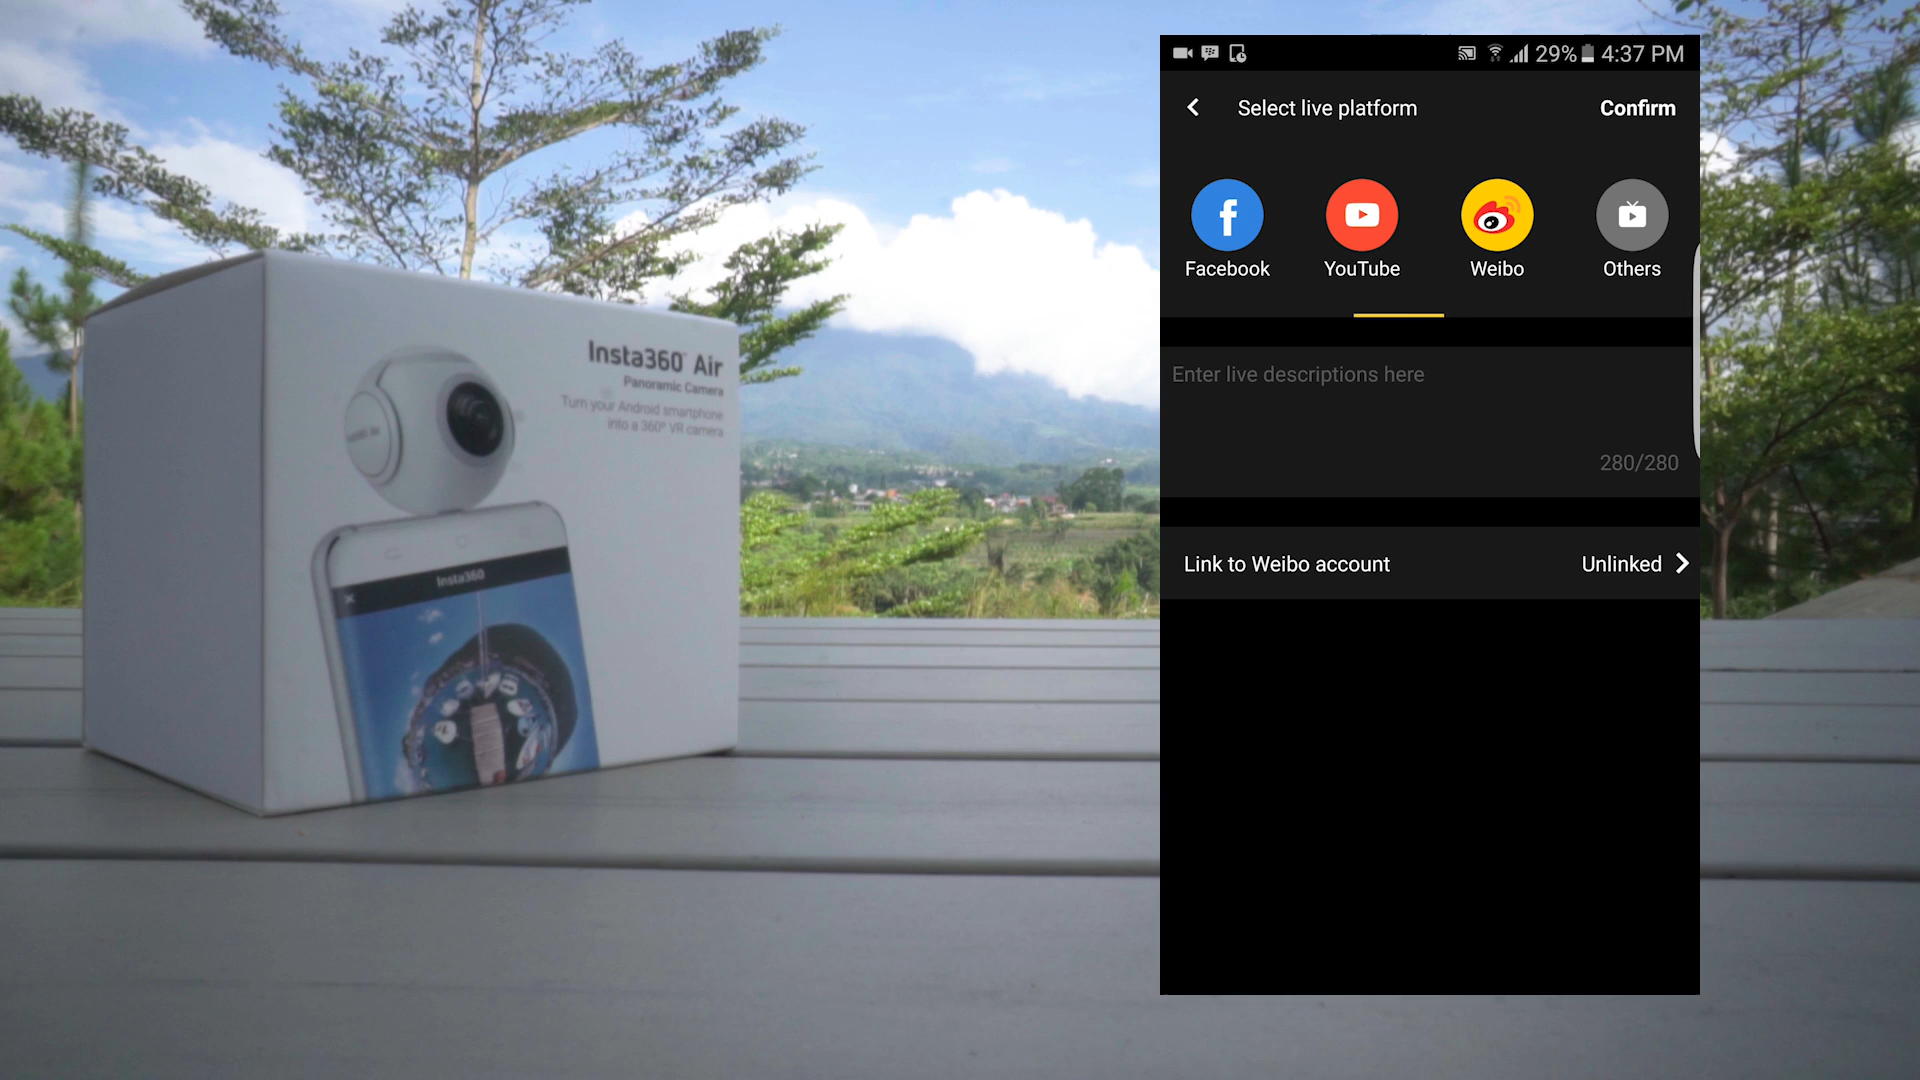 Insta360 Air
Panoramic Camera
Turn your Android smartphone
into a 360° VR camera
Insta360
29% 4:37 PM
Select live platform
Confirm
Facebook
YouTube
Weibo
Others
Enter live descriptions here
280/280
Link to Weibo account
Unlinked